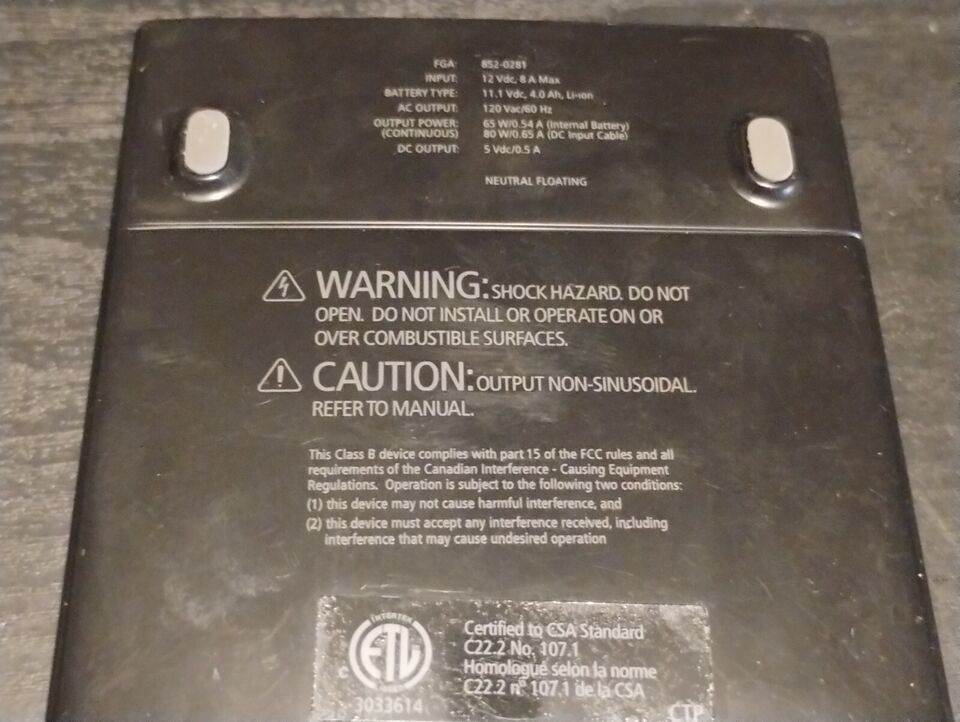 FGA: 852-0281
INPUT: 12 Vdc, 8 A Max
BATTERY TYPE: 11.1 Vdc, 4.0 Ah, Li-ion
AC OUTPUT: 120 Vac/60 Hz
OUTPUT POWER: 65 W/0.54 A (Internal Battery)
(CONTINUOUS) 80 W/0.65 A (DC Input Cable)
DC OUTPUT: 5 Vdc/0.5 A
NEUTRAL FLOATING
WARNING: SHOCK HAZARD. DO NOT
OPEN. DO NOT INSTALL OR OPERATE ON OR
OVER COMBUSTIBLE SURFACES.
CAUTION: OUTPUT NON-SINUSOIDAL.
REFER TO MANUAL.
This Class B device complies with part 15 of the FCC rules and all
requirements of the Canadian Interference - Causing Equipment
Regulations. Operation is subject to the following two conditions:
(1) this device may not cause harmful interference, and
(2) this device must accept any interference received, including
interference that may cause undesired operation
INTERTEK
C ETL
3033614
Certified to CSA Standard
C22.2 No. 107.1
Homologué selon la norme
C22.2 n° 107.1 de la CSA
CTP